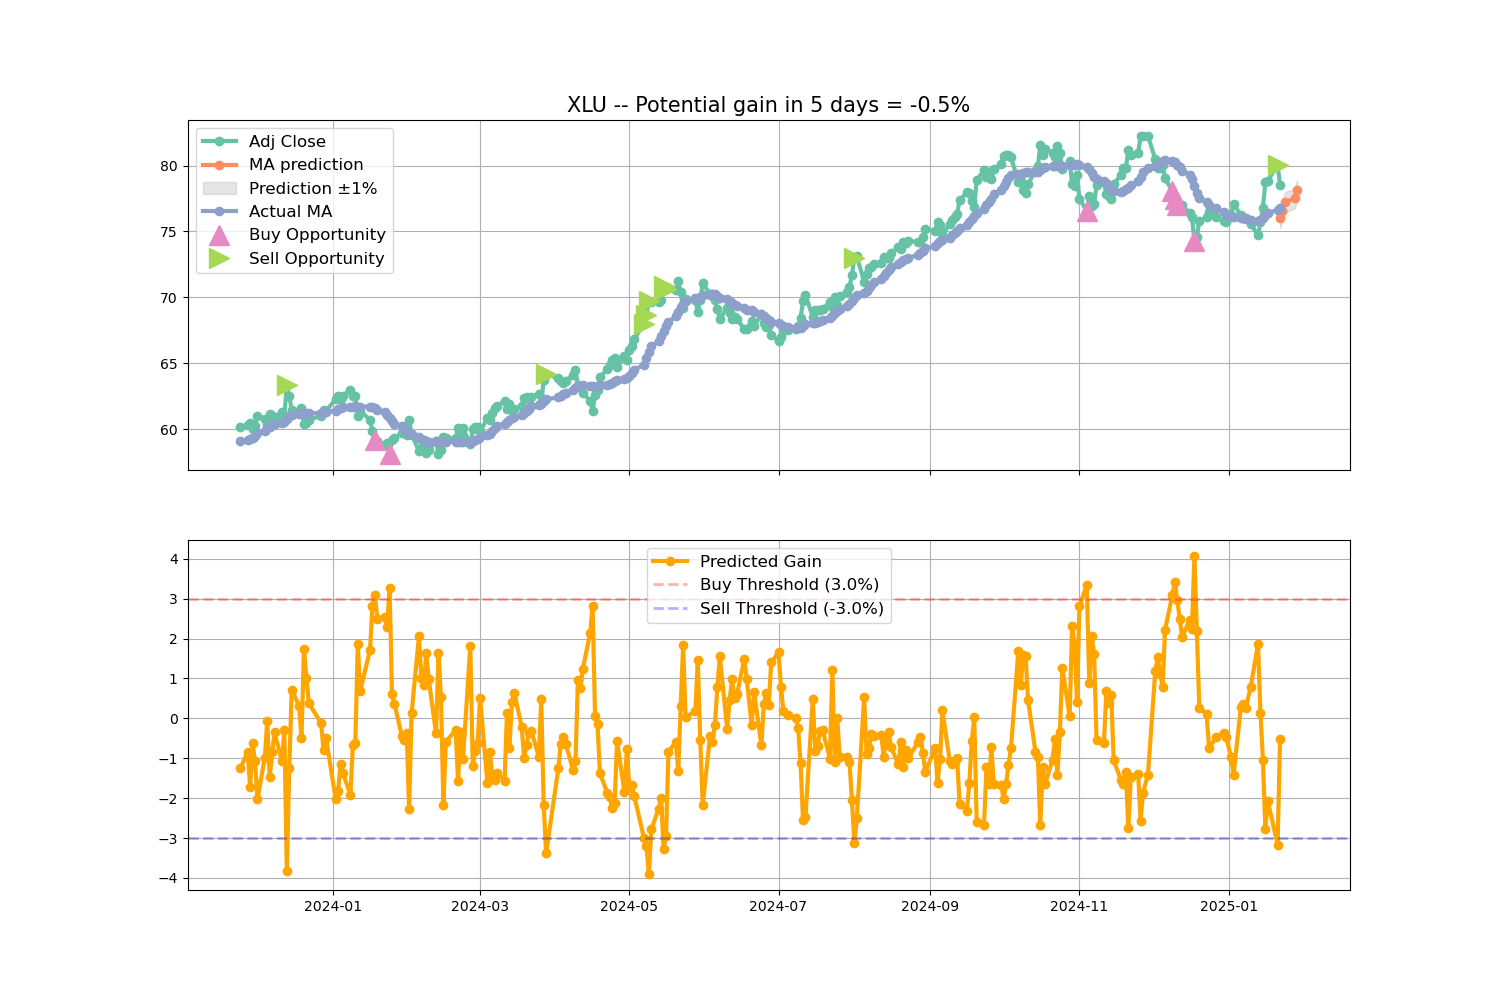 XLU -- Potential gain in 5 days = -0.5%
Adj Close
MA prediction
Prediction ±1%
Actual MA
Buy Opportunity
Sell Opportunity
80
75
70
65
60
Predicted Gain
Buy Threshold (3.0%)
Sell Threshold (-3.0%)
4
3
2
1
0
−1
−2
−3
−4
2024-01
2024-03
2024-05
2024-07
2024-09
2024-11
2025-01